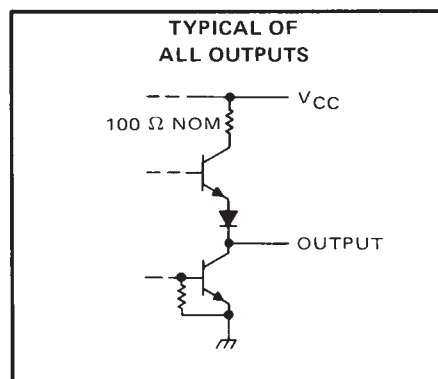 TYPICAL OF
ALL OUTPUTS
VCC
100 Ω NOM
OUTPUT